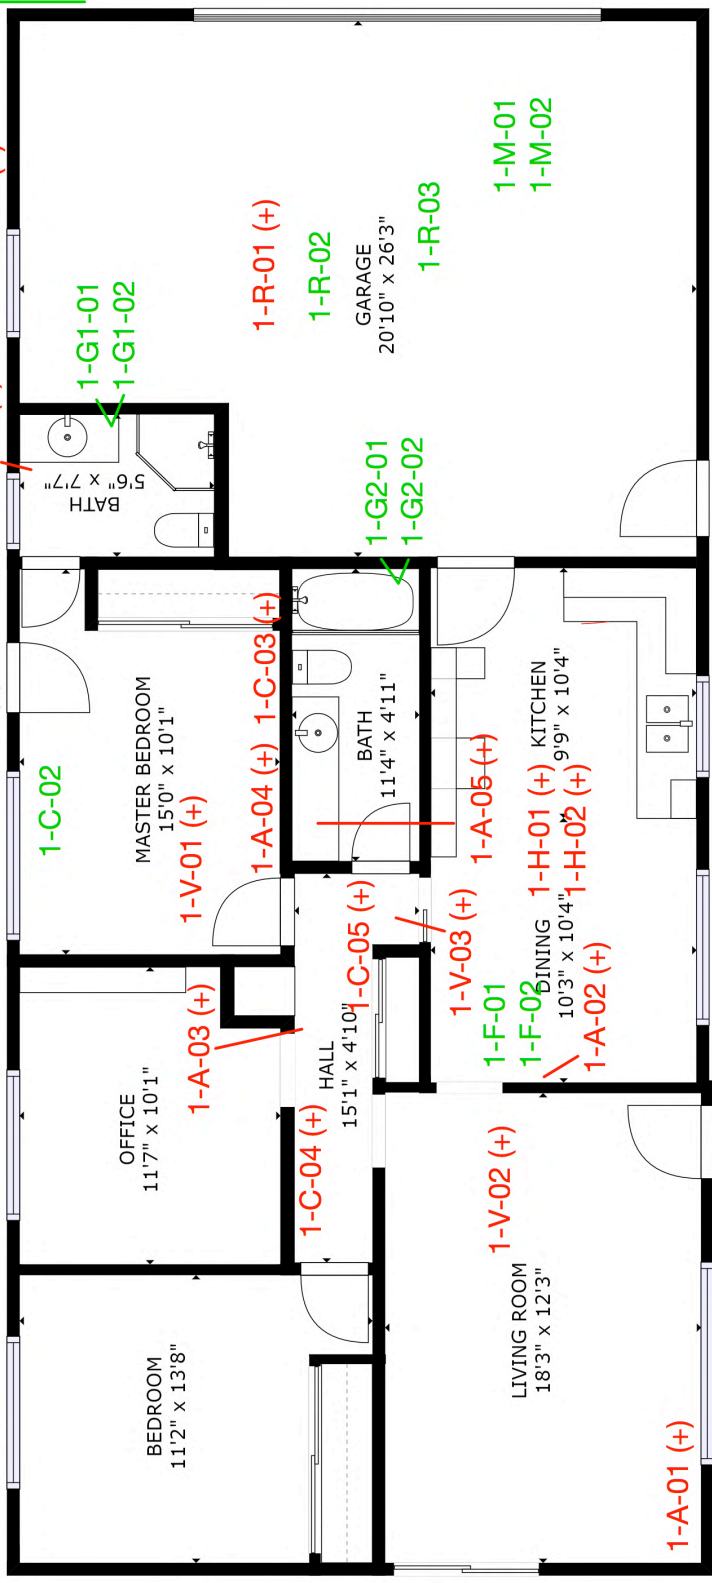 1-R-01 (+)
1-R-02
1-R-03
1-M-01
1-M-02
GARAGE
20'10" x 26'3"
1-G1-01
1-G1-02
BATH
5'6" x 7'7"
1-G2-01
1-G2-02
1-C-02
MASTER BEDROOM
15'0" x 10'1"
1-V-01 (+)
1-A-04 (+)
1-C-03 (+)
BATH
11'4" x 4'11"
1-A-05 (+)
KITCHEN
9'9" x 10'4"
1-H-01 (+)
1-H-02 (+)
1-C-05 (+)
1-V-03 (+)
DINING
10'3" x 10'4"
1-F-01
1-F-02
1-A-02 (+)
1-A-03 (+)
OFFICE
11'7" x 10'1"
HALL
15'1" x 4'10"
1-C-04 (+)
1-V-02 (+)
BEDROOM
11'2" x 13'8"
LIVING ROOM
18'3" x 12'3"
1-A-01 (+)